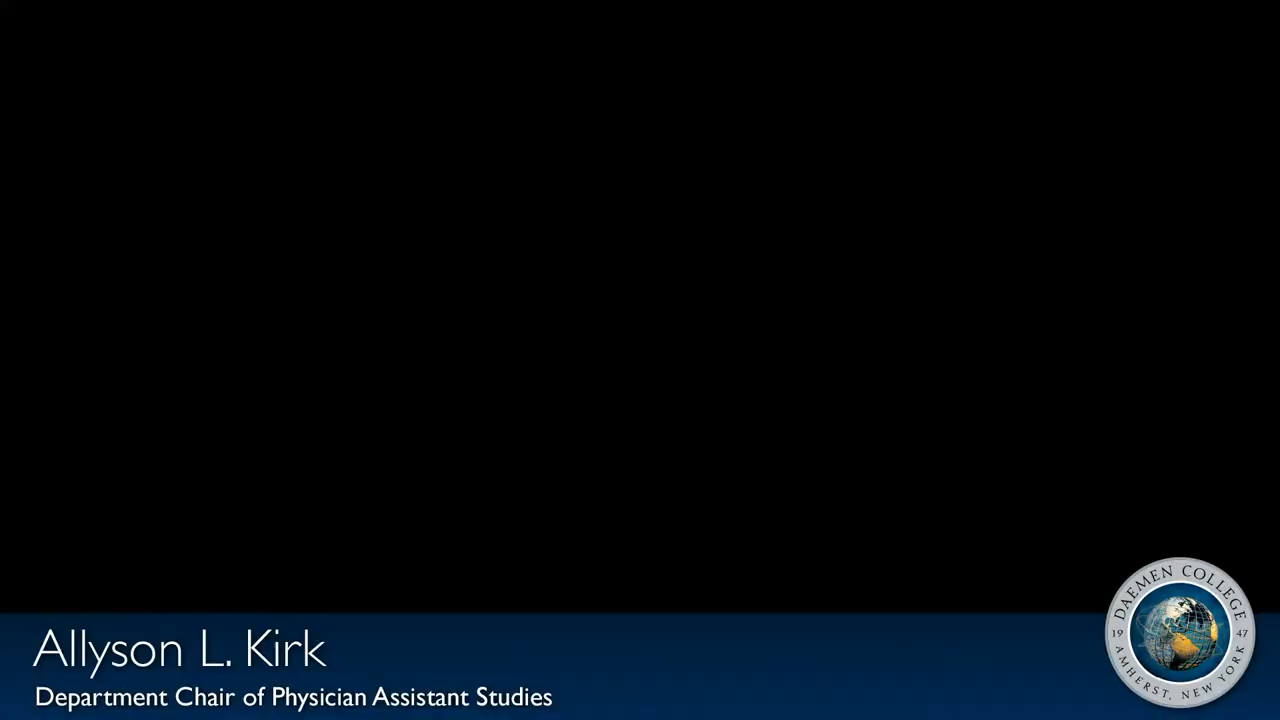 Allyson L. Kirk
Department Chair of Physician Assistant Studies
DAEMEN COLLEGE
19 47
AMHERST, NEW YORK